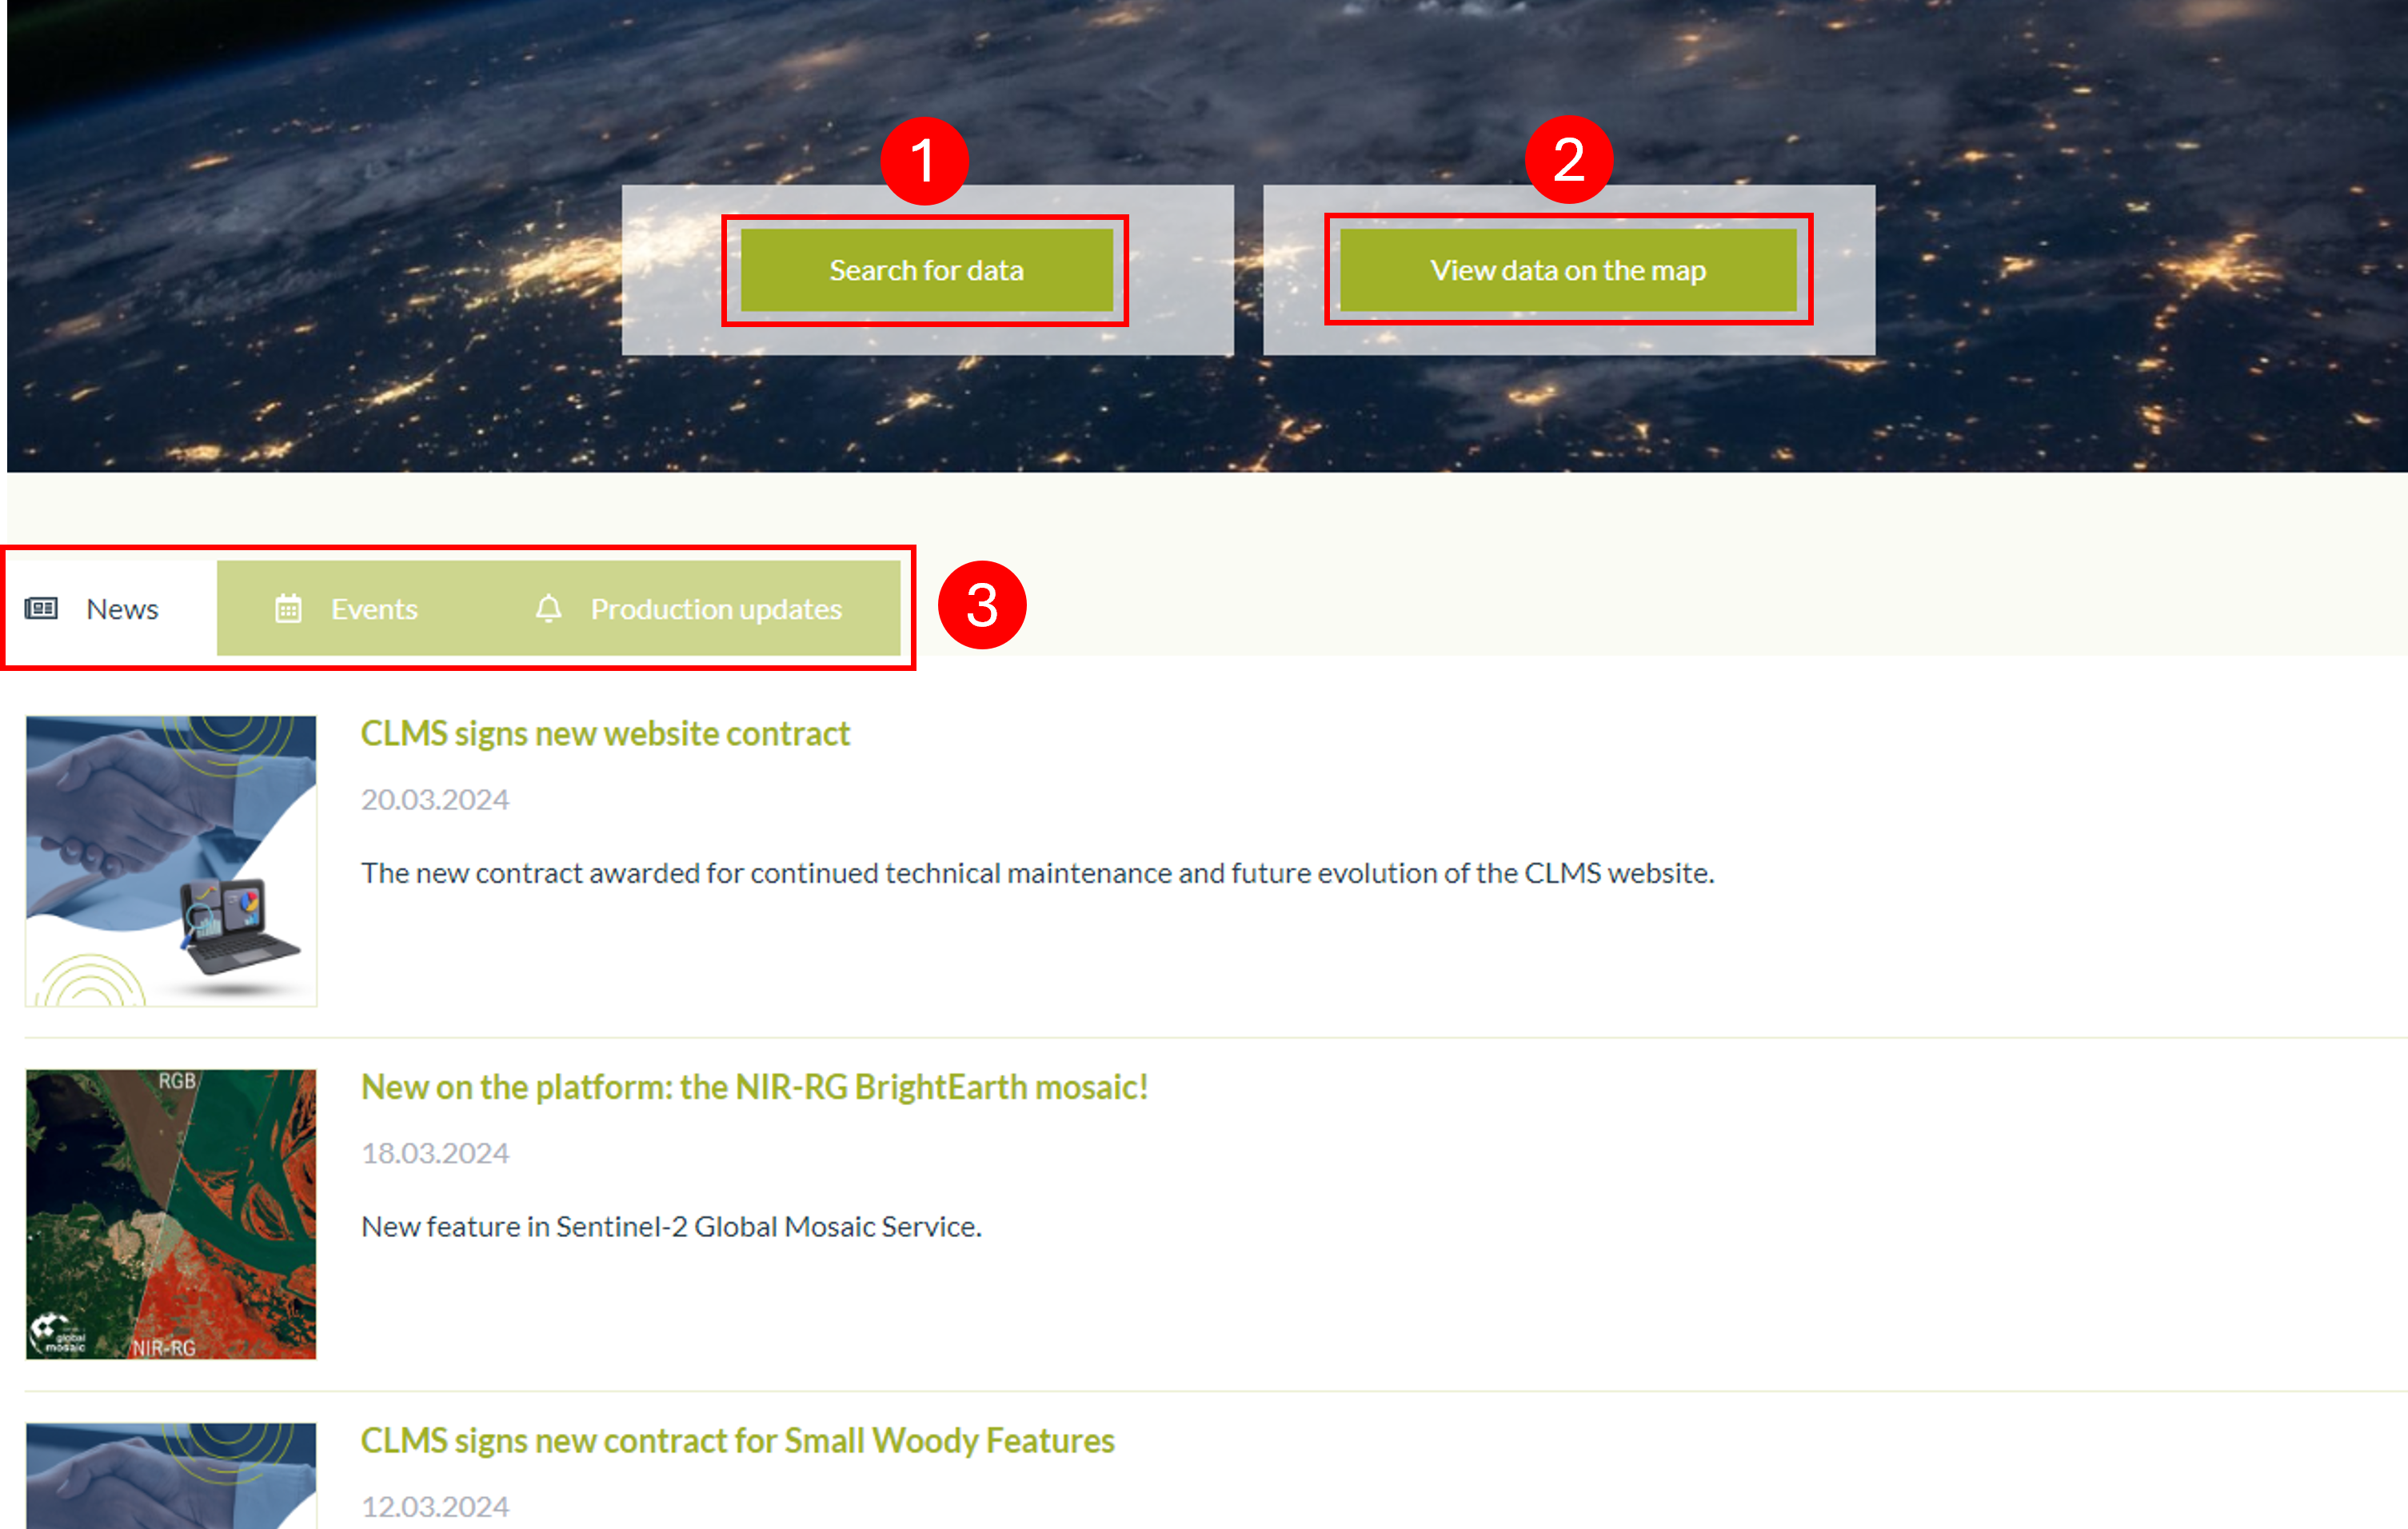 1
2
Search for data
View data on the map
News
Events
Production updates
3
CLMS signs new website contract
20.03.2024
The new contract awarded for continued technical maintenance and future evolution of the CLMS website.
RGB
New on the platform: the NIR-RG BrightEarth mosaic!
18.03.2024
New feature in Sentinel-2 Global Mosaic Service.
global
mosaic
NIR-RG
CLMS signs new contract for Small Woody Features
12.03.2024